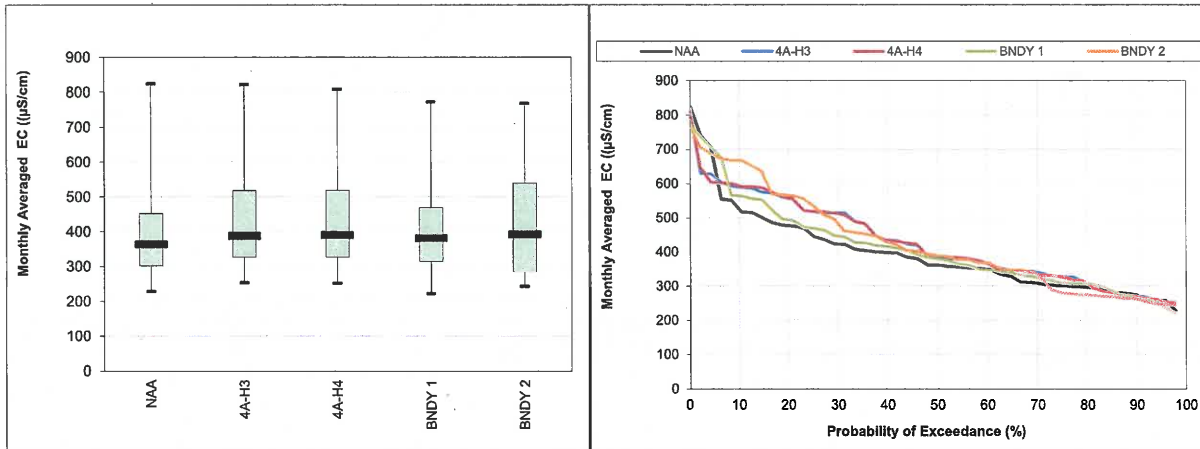 Monthly Averaged EC ((µS/cm)
900
800
700
600
500
400
300
200
100
0
NAA
4A-H3
4A-H4
BNDY 1
BNDY 2
NAA
4A-H3
4A-H4
BNDY 1
BNDY 2
Monthly Averaged EC ((µS/cm)
900
800
700
600
500
400
300
200
100
0
0 10 20 30 40 50 60 70 80 90 100
Probability of Exceedance (%)